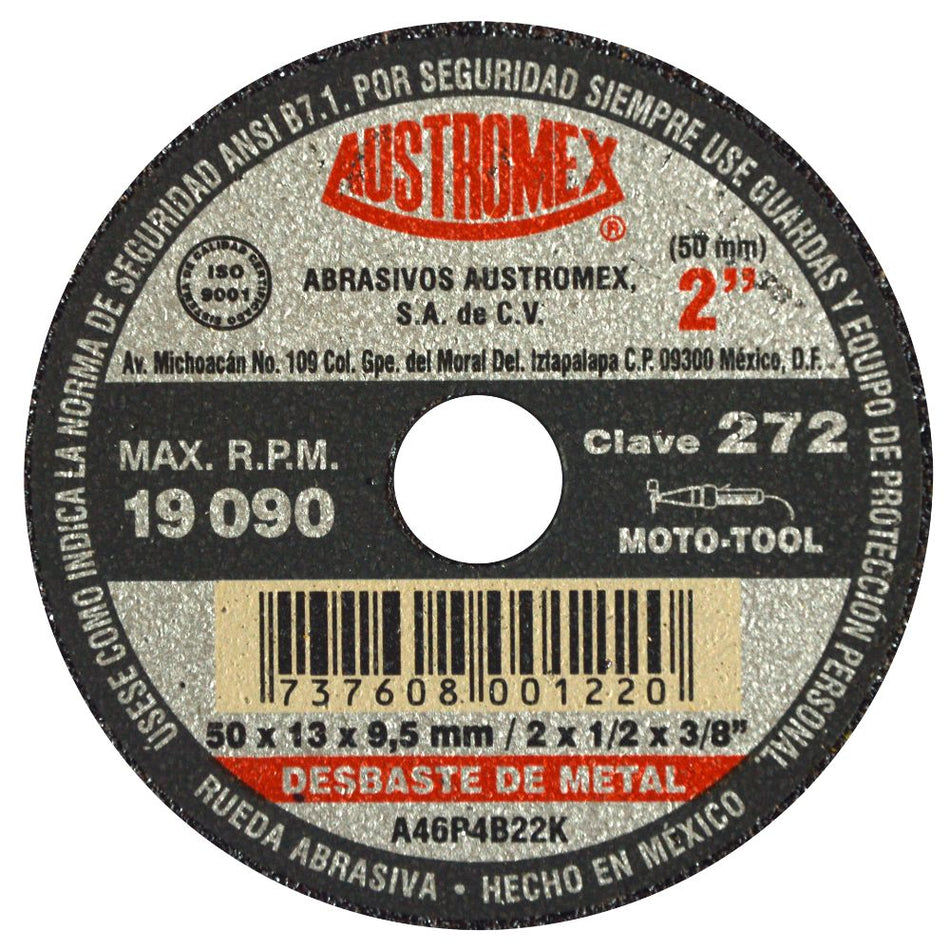 ÚSESE COMO INDICA LA NORMA DE SEGURIDAD ANSI B7.1. POR SEGURIDAD SIEMPRE USE GUARDAS Y EQUIPO DE PROTECCIÓN PERSONAL.
AUSTROMEX
®
ISO
9001
(50 mm)
2”
ABRASIVOS AUSTROMEX,
S.A. de C.V.
Av. Michoacán No. 109 Col. Gpe. del Moral Del. Iztapalapa C.P. 09300 México, D.F.
MAX. R.P.M.
19 090
Clave 272
MOTO-TOOL
737608 001220
50 x 13 x 9,5 mm / 2 x 1/2 x 3/8”
DESBASTE DE METAL
A46P4B22K
RUEDA ABRASIVA • HECHO EN MÉXICO